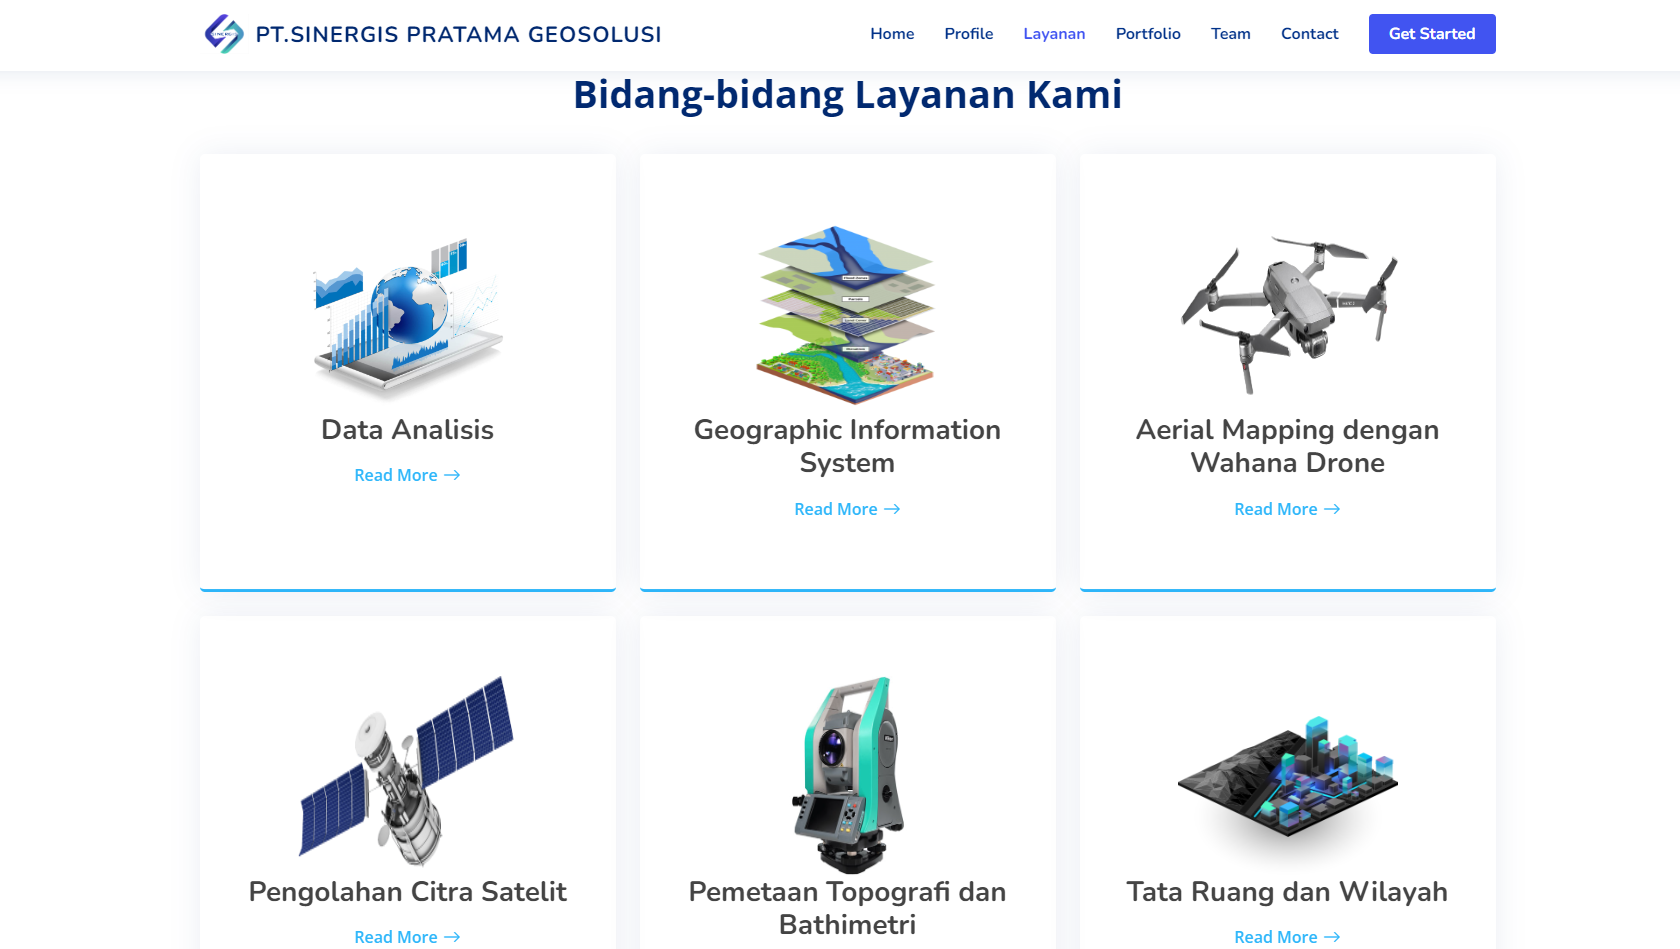 PT.SINERGIS PRATAMA GEOSOLUSI
Home Profile Layanan Portfolio Team Contact Get Started
Bidang-bidang Layanan Kami
Data Analisis
Read More →
Geographic Information
System
Read More →
Aerial Mapping dengan
Wahana Drone
Read More →
Pengolahan Citra Satelit
Read More →
Pemetaan Topografi dan
Bathimetri
Tata Ruang dan Wilayah
Read More →